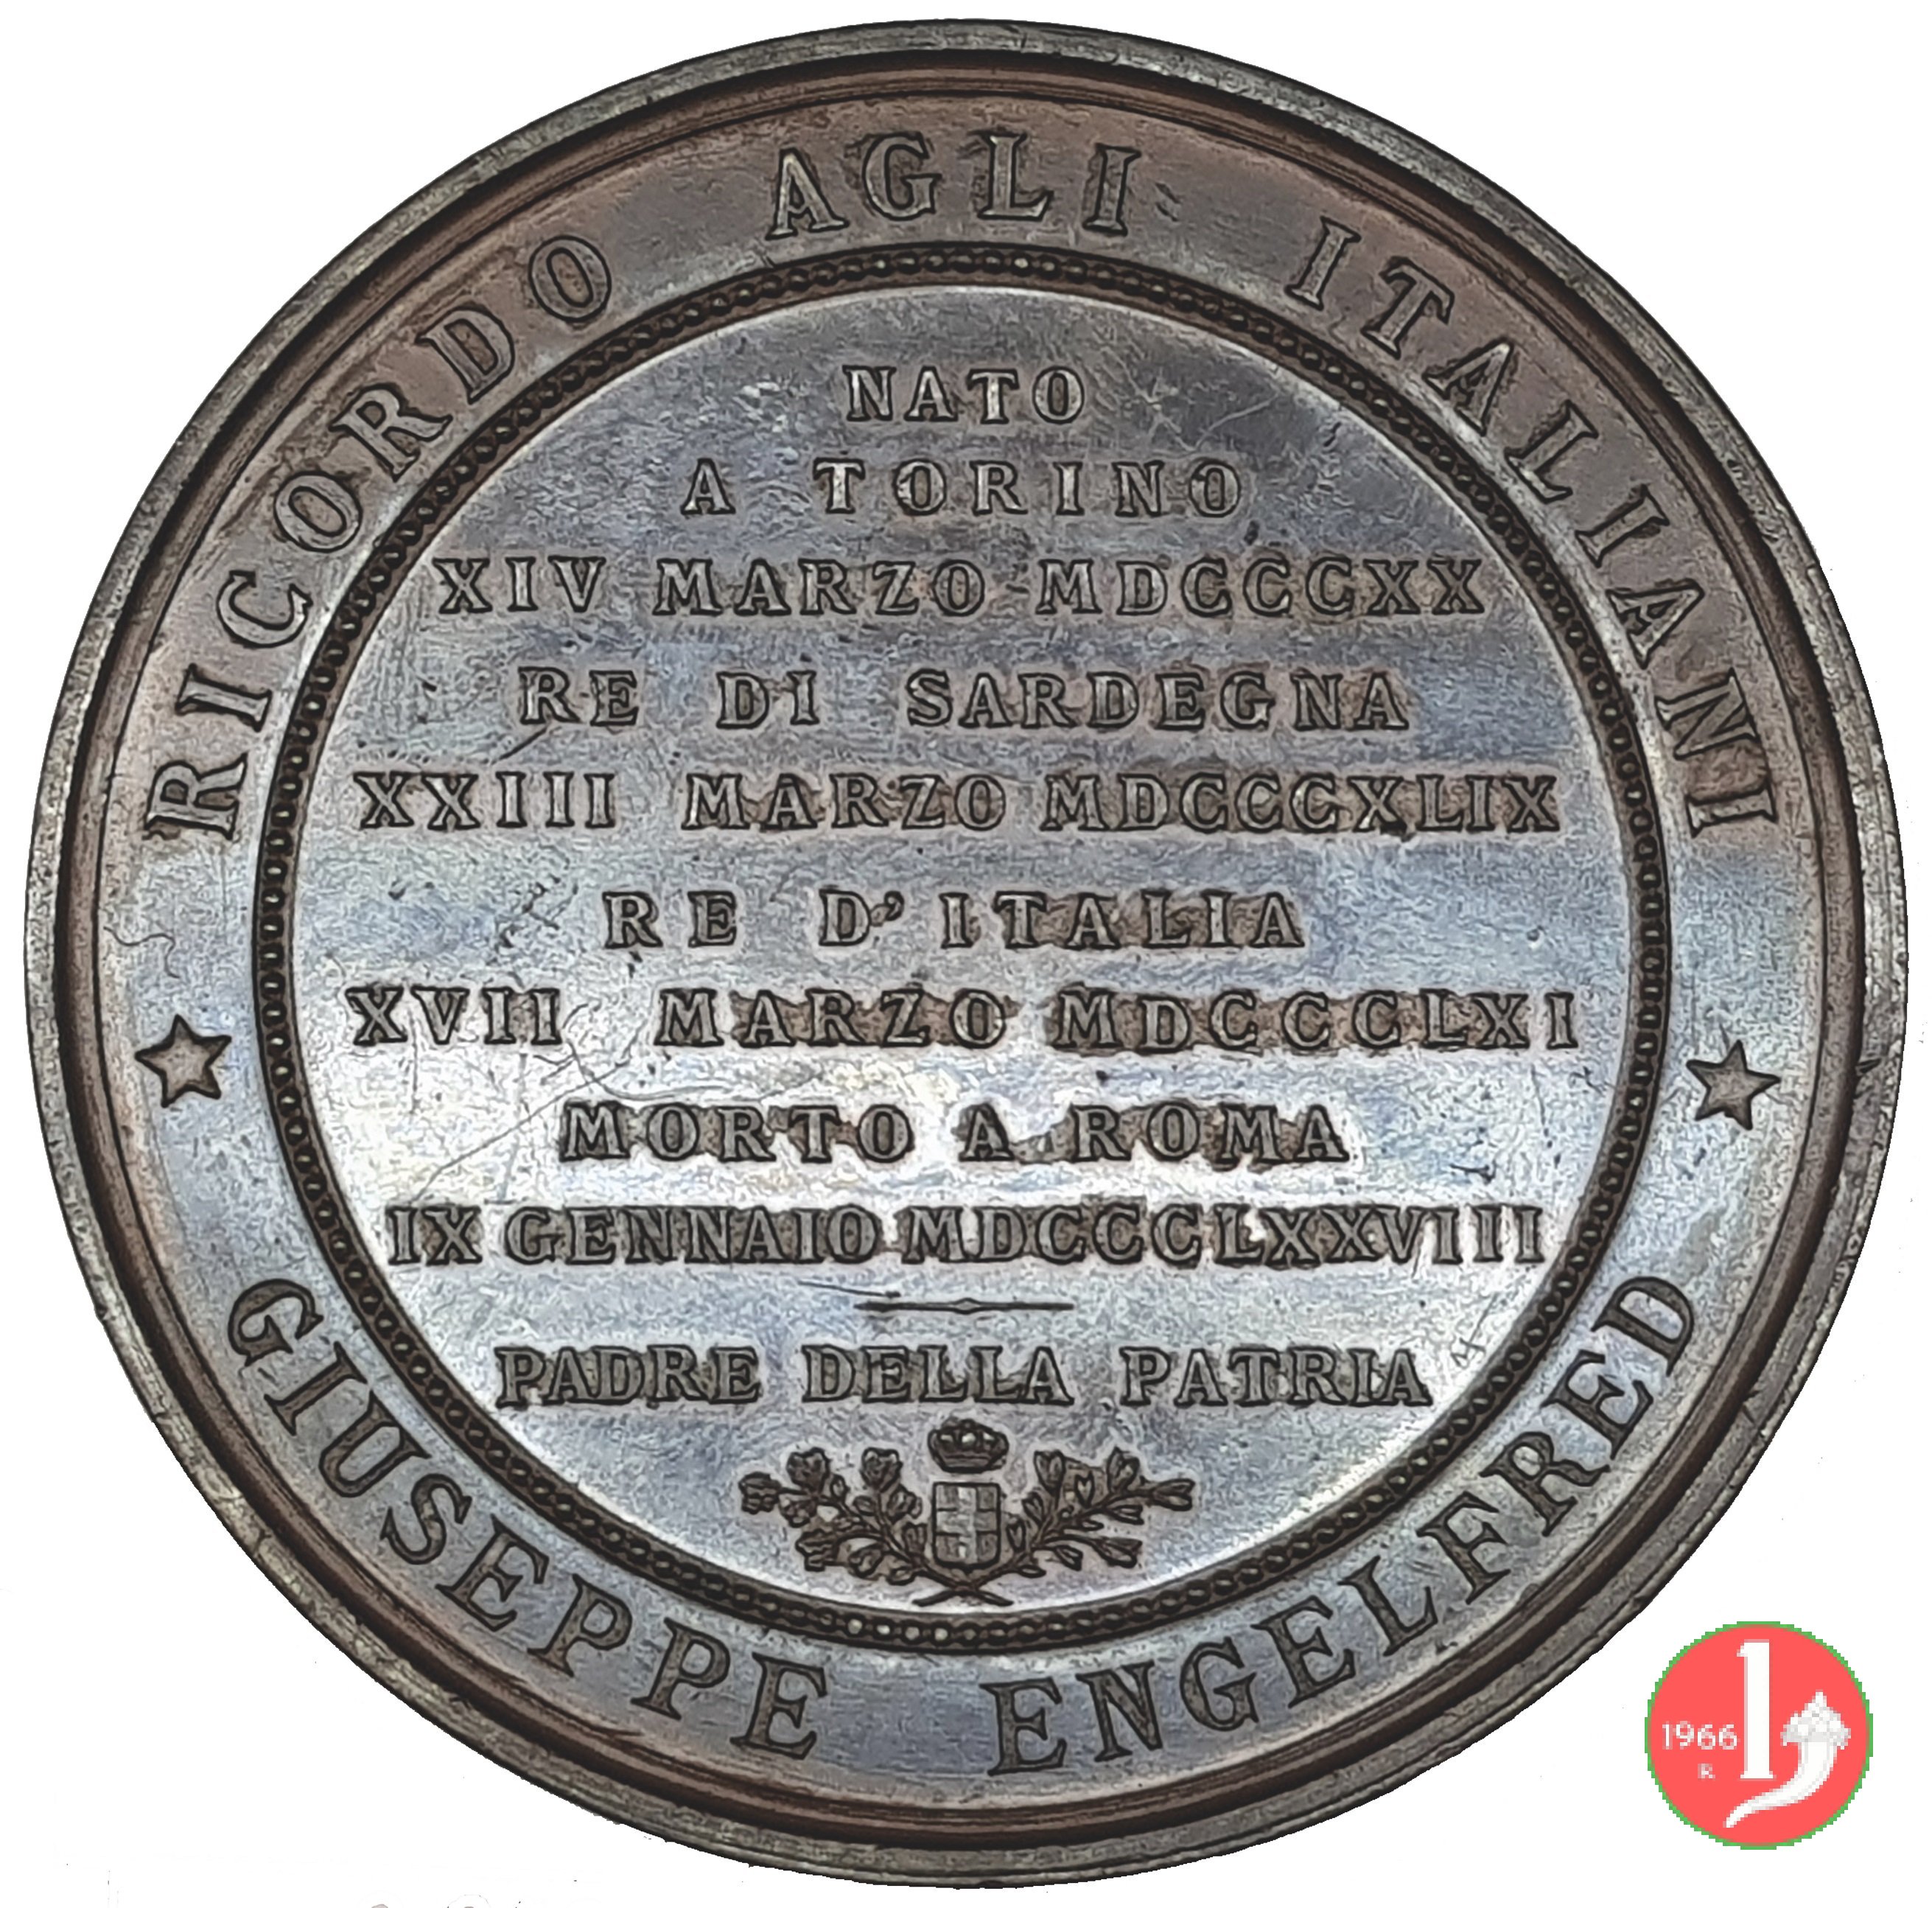 RICORDO AGLI ITALIANI
NATO
A TORINO
XIV MARZO MDCCCXX
RE DI SARDEGNA
XXIII MARZO MDCCCXLIX
RE D'ITALIA
XVII MARZO MDCCCLXI
MORTO A ROMA
IX GENNAIO MDCCCLXXVIII
PADRE DELLA PATRIA
GIUSEPPE ENGELFRED
1966
R
1